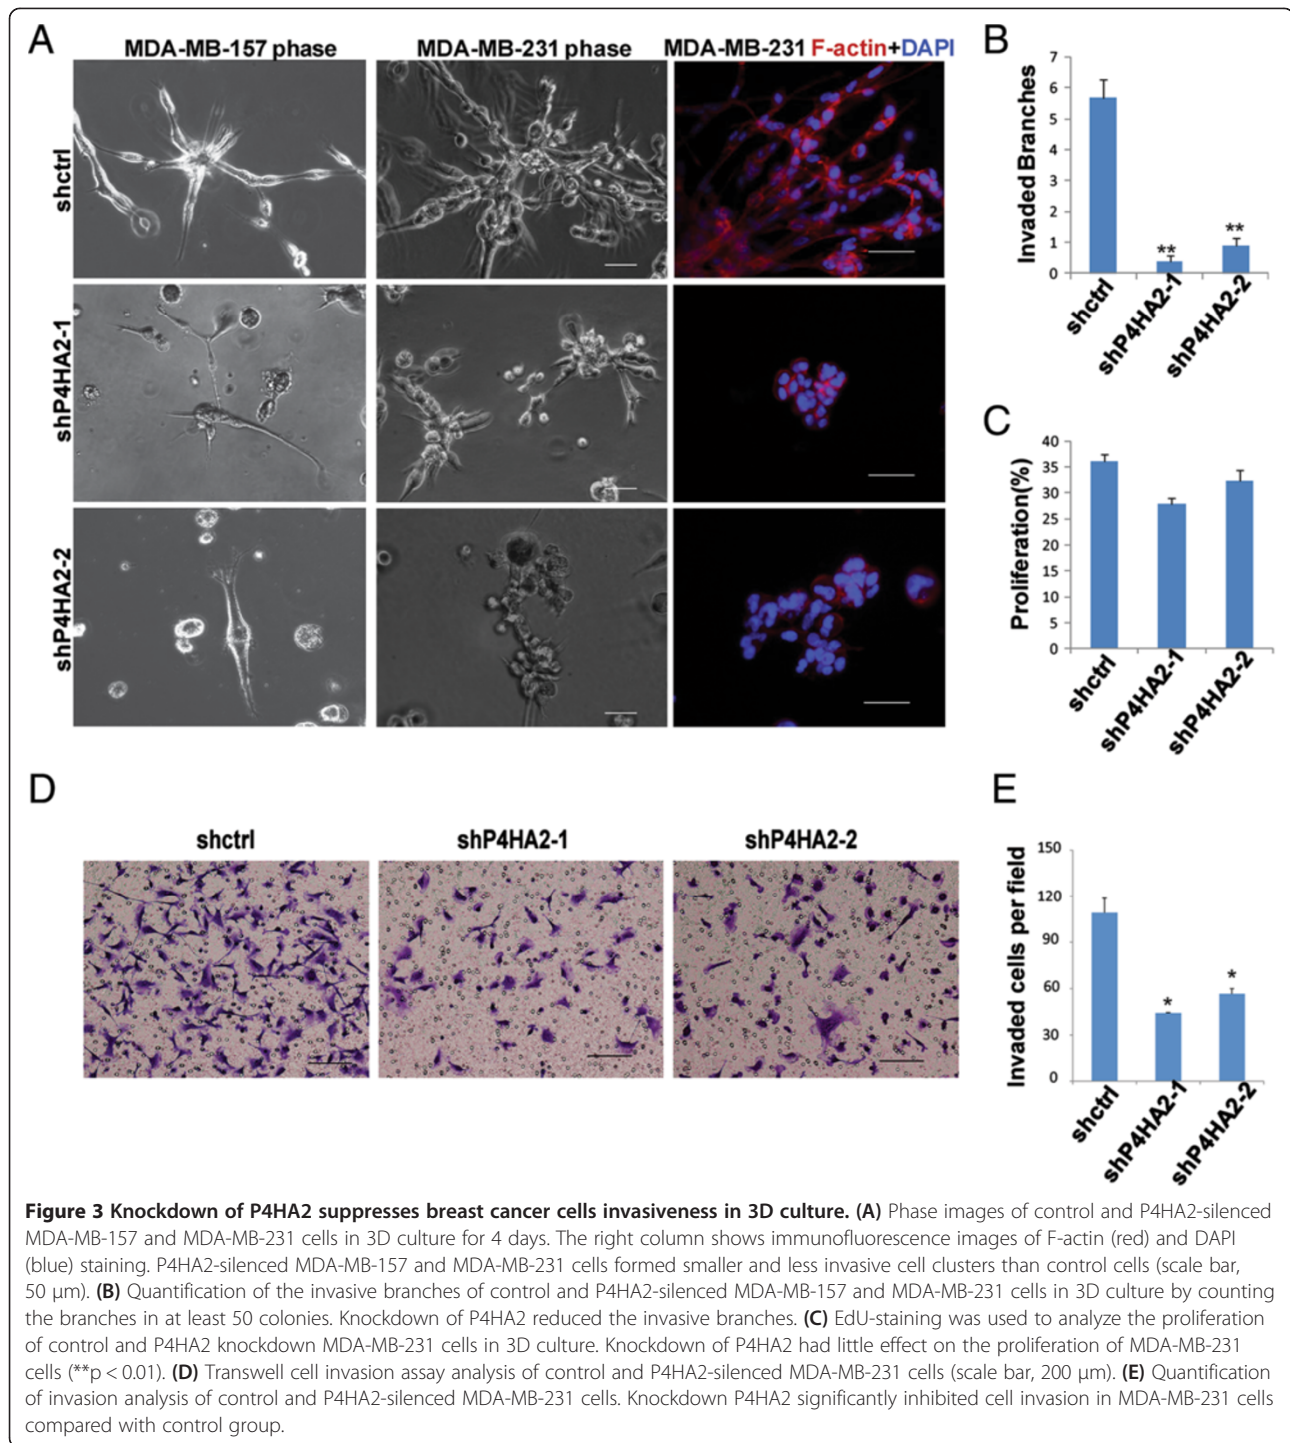 A
MDA-MB-157 phase
MDA-MB-231 phase
MDA-MB-231 F-actin+DAPI
shctrl
shP4HA2-1
shP4HA2-2
B
Invaded Branches
7
6
5
4
3
2
1
0
**
**
shctrl
shP4HA2-1
shP4HA2-2
C
Proliferation(%)
40
35
30
25
20
15
10
5
0
shctrl
shP4HA2-1
shP4HA2-2
D
shctrl
shP4HA2-1
shP4HA2-2
E
Invaded cells per field
150
120
90
60
30
0
*
*
shctrl
shP4HA2-1
shP4HA2-2
Figure 3 Knockdown of P4HA2 suppresses breast cancer cells invasiveness in 3D culture. (A) Phase images of control and P4HA2-silenced
MDA-MB-157 and MDA-MB-231 cells in 3D culture for 4 days. The right column shows immunofluorescence images of F-actin (red) and DAPI
(blue) staining. P4HA2-silenced MDA-MB-157 and MDA-MB-231 cells formed smaller and less invasive cell clusters than control cells (scale bar,
50 μm). (B) Quantification of the invasive branches of control and P4HA2-silenced MDA-MB-157 and MDA-MB-231 cells in 3D culture by counting
the branches in at least 50 colonies. Knockdown of P4HA2 reduced the invasive branches. (C) EdU-staining was used to analyze the proliferation
of control and P4HA2 knockdown MDA-MB-231 cells in 3D culture. Knockdown of P4HA2 had little effect on the proliferation of MDA-MB-231
cells (**p < 0.01). (D) Transwell cell invasion assay analysis of control and P4HA2-silenced MDA-MB-231 cells (scale bar, 200 μm). (E) Quantification
of invasion analysis of control and P4HA2-silenced MDA-MB-231 cells. Knockdown P4HA2 significantly inhibited cell invasion in MDA-MB-231 cells
compared with control group.